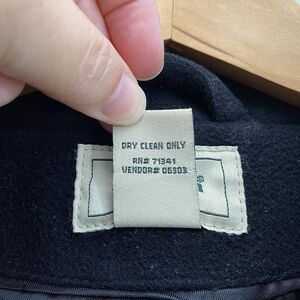 DRY CLEAN ONLY
RN# 71341
VENDOR# 06303